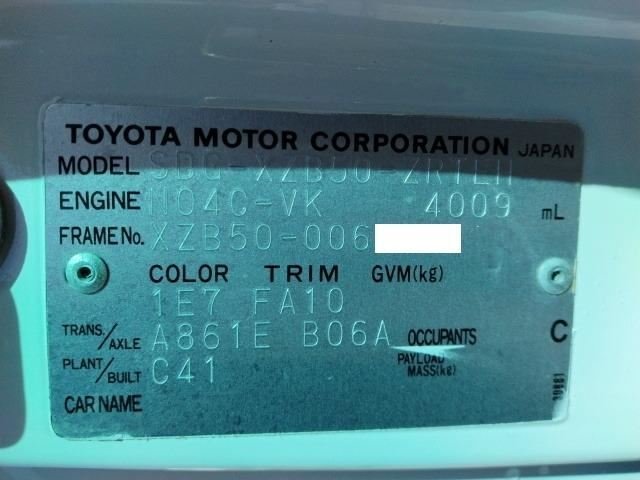 TOYOTA MOTOR CORPORATION JAPAN
MODEL SDG-XZB50-ZRTEH
ENGINE N04C-VK 4009 mL
FRAME No. XZB50-006
COLOR TRIM GVM(kg)
1E7 FA10
TRANS./AXLE A861E B06A OCCUPANTS C
PLANT/BUILT C41 PAYLOAD MASS(kg)
CAR NAME